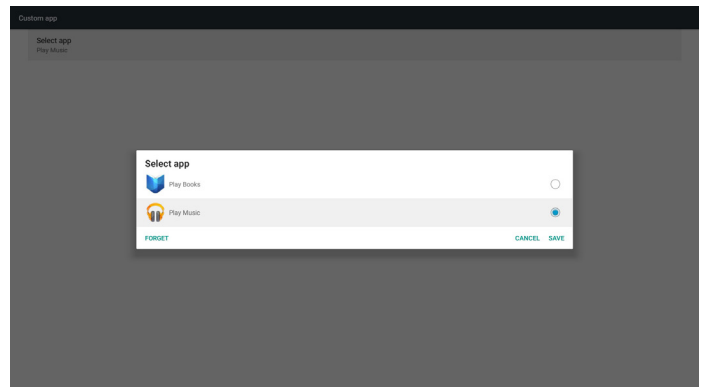 Custom app
Select app
Play Music
Select app
Play Books
Play Music
FORGET
CANCEL SAVE